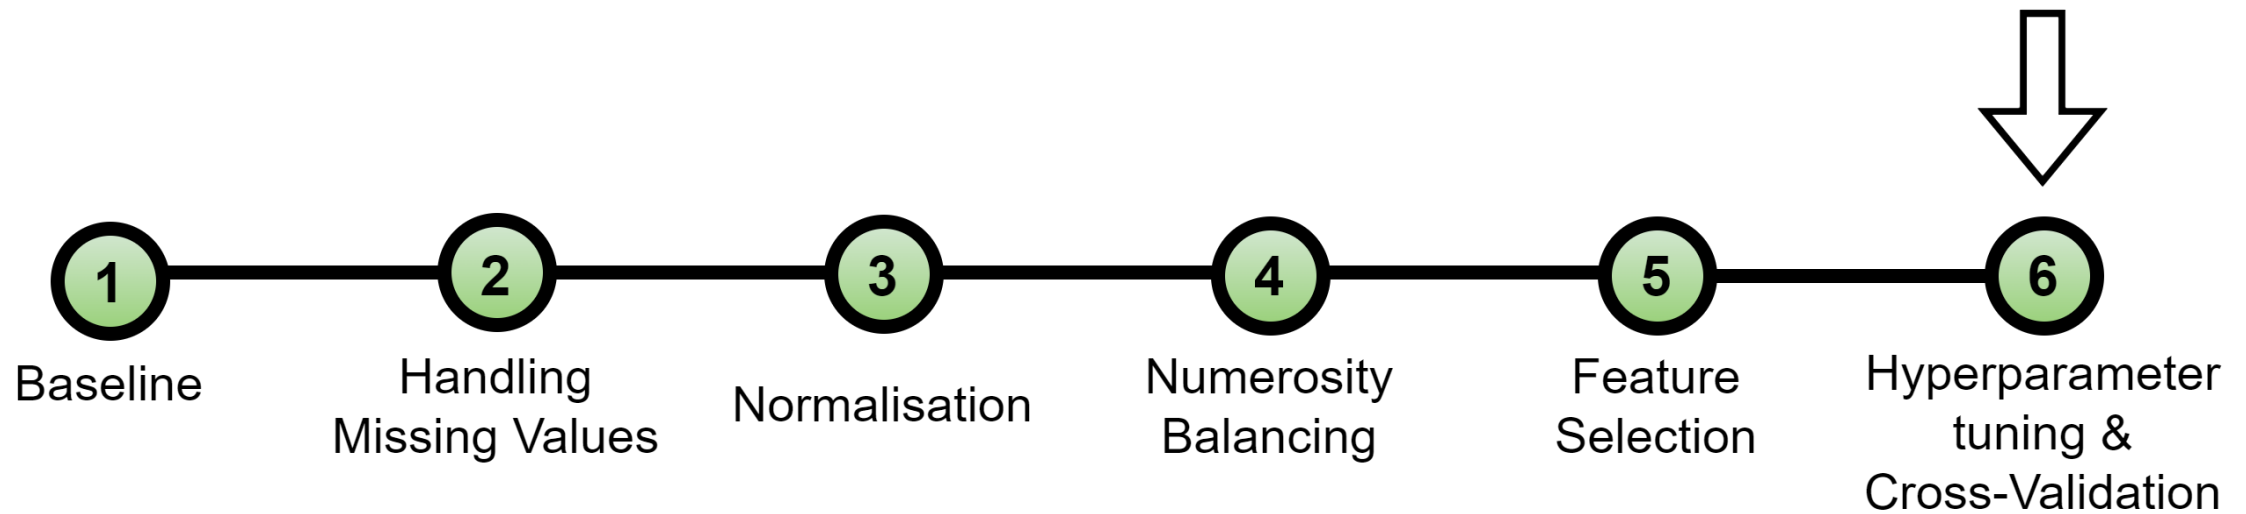 1
2
3
4
5
6
Baseline
Handling
Missing Values
Normalisation
Numerosity
Balancing
Feature
Selection
Hyperparameter
tuning &
Cross-Validation